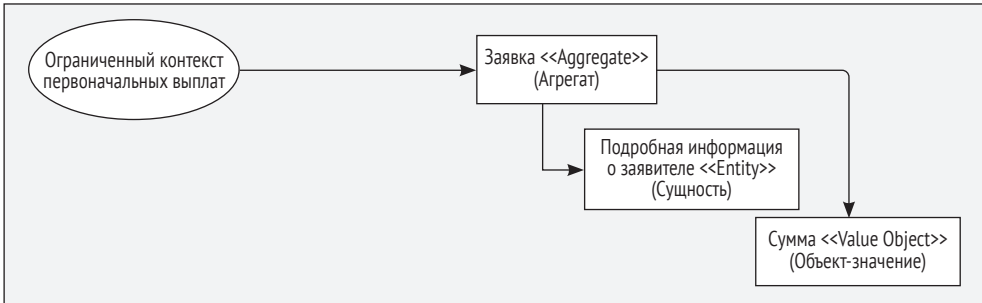 Ограниченный контекст
первоначальных выплат
Заявка <<Aggregate>>
(Агрегат)
Подробная информация
о заявителе <<Entity>>
(Сущность)
Сумма <<Value Object>>
(Объект-значение)